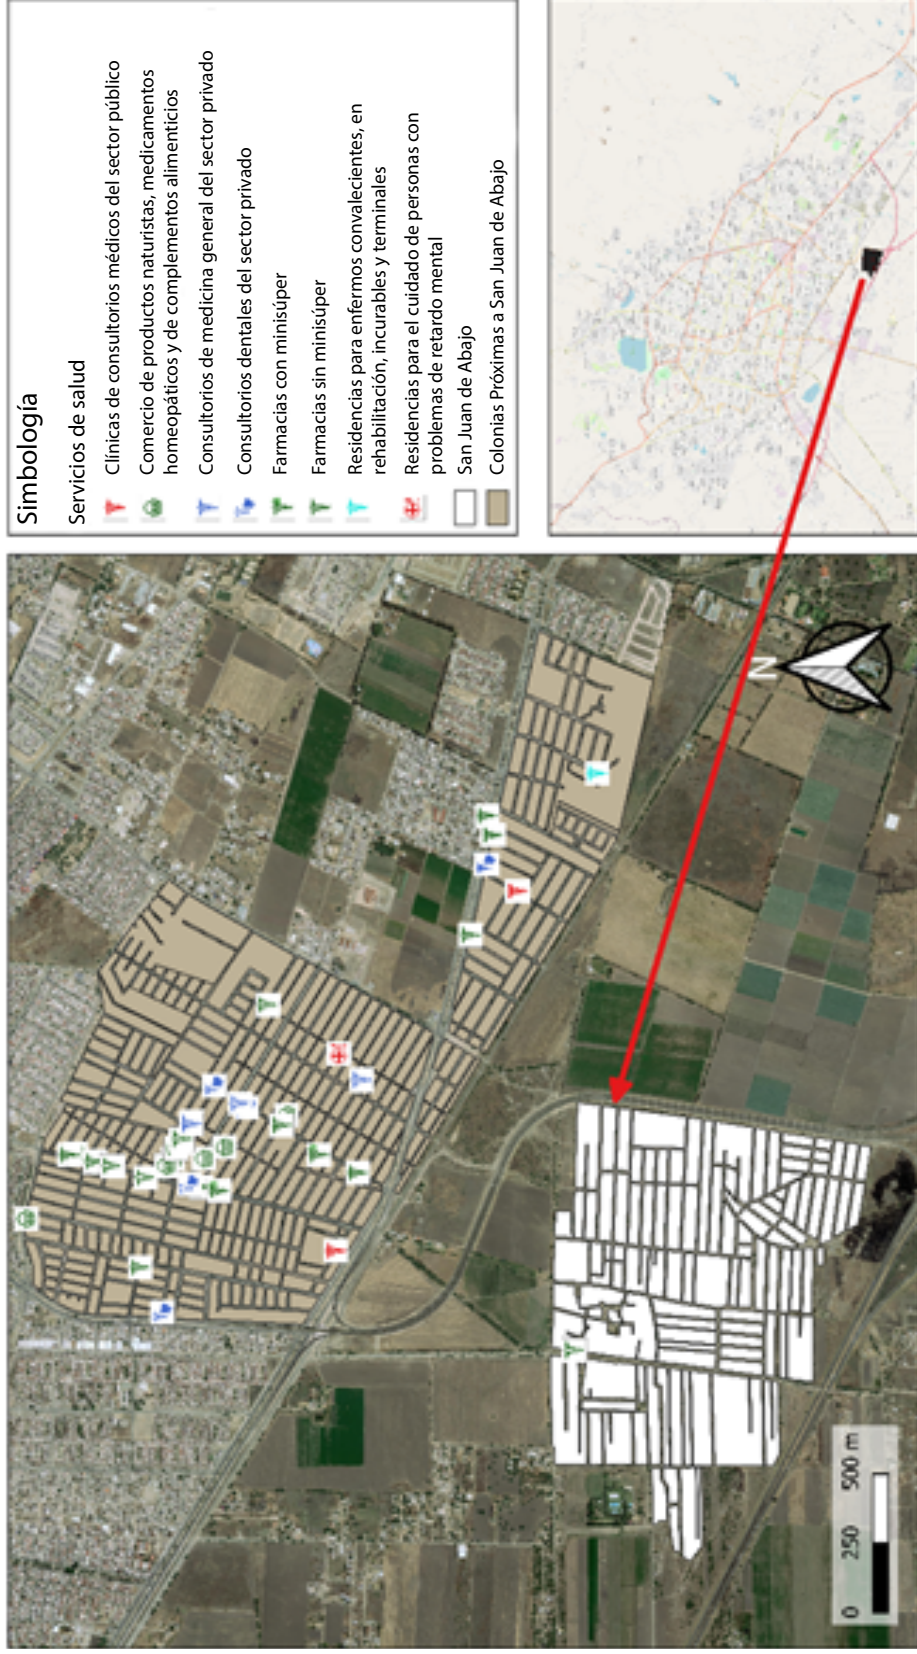 Simbología
Servicios de salud
Clínicas de consultorios médicos del sector público
Comercio de productos naturistas, medicamentos
homeopáticos y de complementos alimenticios
Consultorios de medicina general del sector privado
Consultorios dentales del sector privado
Farmacias con minisúper
Farmacias sin minisúper
Residencias para enfermos convalecientes, en
rehabilitación, incurables y terminales
Residencias para el cuidado de personas con
problemas de retardo mental
San Juan de Abajo
Colonias Próximas a San Juan de Abajo
N
0 250 500 m